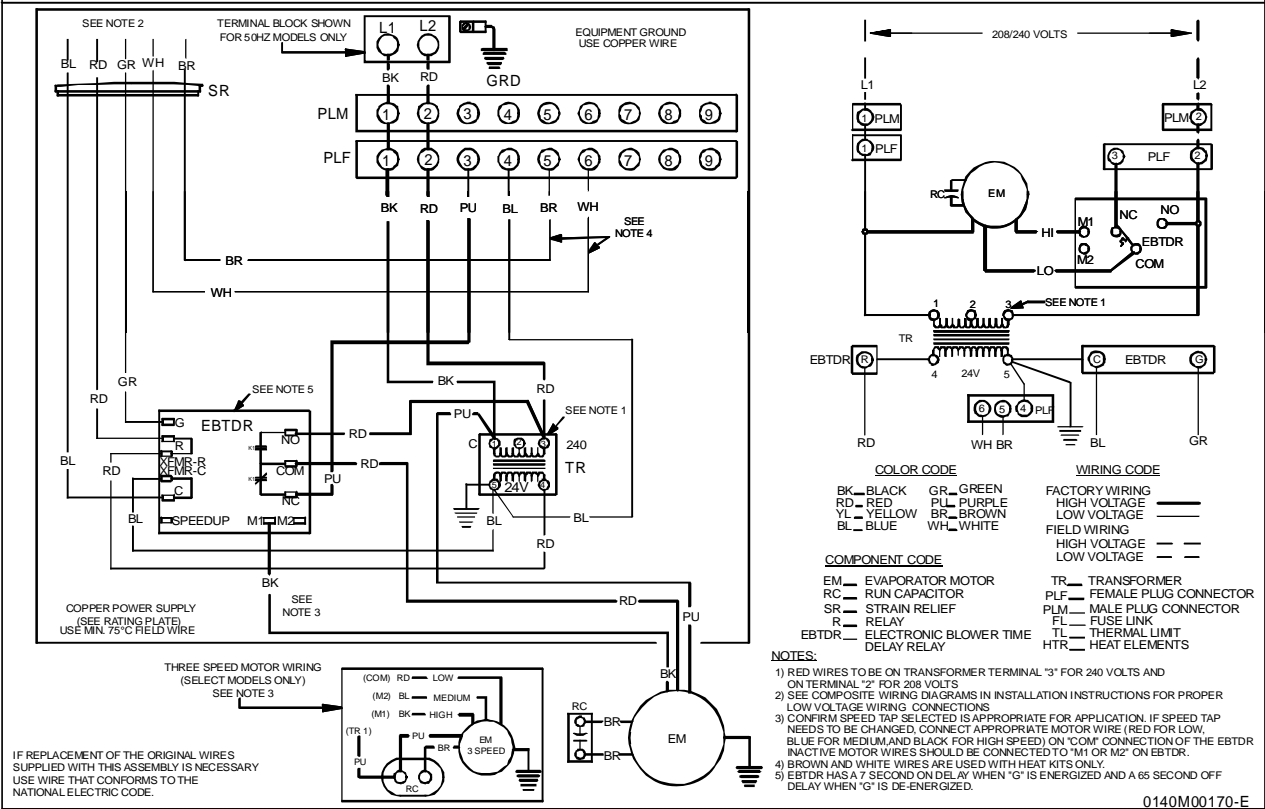 SEE NOTE 2
BL RD GR WH BR
SR
TERMINAL BLOCK SHOWN
FOR 50HZ MODELS ONLY
L1 L2
BK RD
GRD
EQUIPMENT GROUND
USE COPPER WIRE
PLM 1 2 3 4 5 6 7 8 9
PLF 1 2 3 4 5 6 7 8 9
BK RD PU BL BR WH
SEE
NOTE 4
BR
WH
GR
RD
BL
RD
SEE NOTE 5
EBTDR
G
R
XFMR-R
XFMR-C
C
SPEEDUP
NO
COM
NC
K1
K1
M1 M2
RD
RD
PU
BK
PU
RD
SEE NOTE 1
C 1 2 3 240
TR
24V
5 4
BL
BL
BL
RD
BK
SEE
NOTE 3
RD
PU
BK
COPPER POWER SUPPLY
(SEE RATING PLATE)
USE MIN. 75°C FIELD WIRE
THREE SPEED MOTOR WIRING
(SELECT MODELS ONLY)
SEE NOTE 3
(COM) RD LOW
(M2) BL MEDIUM
(M1) BK HIGH
(TR 1)
PU
PU
BR
EM
3 SPEED
RC
RC
BR
BR
EM
IF REPLACEMENT OF THE ORIGINAL WIRES
SUPPLIED WITH THIS ASSEMBLY IS NECESSARY
USE WIRE THAT CONFORMS TO THE
NATIONAL ELECTRIC CODE.
208/240 VOLTS
L1 L2
1 PLM
PLM 2
1 PLF
3 PLF 2
RC
EM
HI
LO
M1
M2
NC
NO
EBTDR
COM
1 2 3
SEE NOTE 1
TR
EBTDR R
4 24V 5
C EBTDR G
6 5 4 PLF
RD
WH BR
BL
GR
COLOR CODE
BK BLACK GR GREEN
RD RED PU PURPLE
YL YELLOW BR BROWN
BL BLUE WH WHITE
WIRING CODE
FACTORY WIRING
HIGH VOLTAGE
LOW VOLTAGE
FIELD WIRING
HIGH VOLTAGE
LOW VOLTAGE
COMPONENT CODE
EM EVAPORATOR MOTOR
RC RUN CAPACITOR
SR STRAIN RELIEF
R RELAY
EBTDR ELECTRONIC BLOWER TIME
DELAY RELAY
TR TRANSFORMER
PLF FEMALE PLUG CONNECTOR
PLM MALE PLUG CONNECTOR
FL FUSE LINK
TL THERMAL LIMIT
HTR HEAT ELEMENTS
NOTES:
1) RED WIRES TO BE ON TRANSFORMER TERMINAL "3" FOR 240 VOLTS AND
ON TERMINAL "2" FOR 208 VOLTS
2) SEE COMPOSITE WIRING DIAGRAMS IN INSTALLATION INSTRUCTIONS FOR PROPER
LOW VOLTAGE WIRING CONNECTIONS
3) CONFIRM SPEED TAP SELECTED IS APPROPRIATE FOR APPLICATION. IF SPEED TAP
NEEDS TO BE CHANGED, CONNECT APPROPRIATE MOTOR WIRE (RED FOR LOW,
BLUE FOR MEDIUM,AND BLACK FOR HIGH SPEED) ON "COM" CONNECTION OF THE EBTDR
INACTIVE MOTOR WIRES SHOULD BE CONNECTED TO "M1 OR M2" ON EBTDR.
4) BROWN AND WHITE WIRES ARE USED WITH HEAT KITS ONLY.
5) EBTDR HAS A 7 SECOND ON DELAY WHEN "G" IS ENERGIZED AND A 65 SECOND OFF
DELAY WHEN "G" IS DE-ENERGIZED.
0140M00170-E